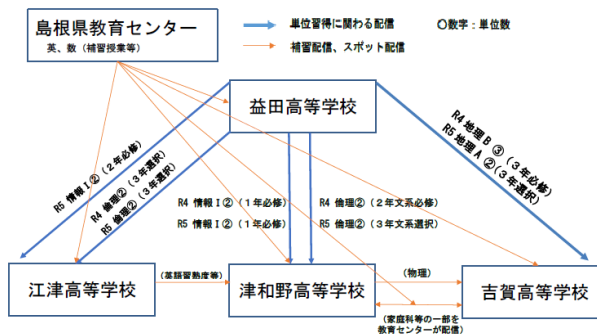 島根県教育センター
英、数（補習授業等）
単位習得に関わる配信
〇数字：単位数
補習配信、スポット配信
益田高等学校
R5 情報Ⅰ②（２年必修）
R4 倫理②（３年選択）
R5 倫理②（３年選択）
R4 地理B ③（３年必修）
R5 地理A ②（３年選択）
R4 情報Ⅰ②（１年必修）
R5 情報Ⅰ②（１年必修）
R4 倫理②（２年文系必修）
R5 倫理②（３年文系選択）
江津高等学校
（英語習熟度等）
津和野高等学校
（物理）
吉賀高等学校
（家庭科等の一部を
教育センターが配信）